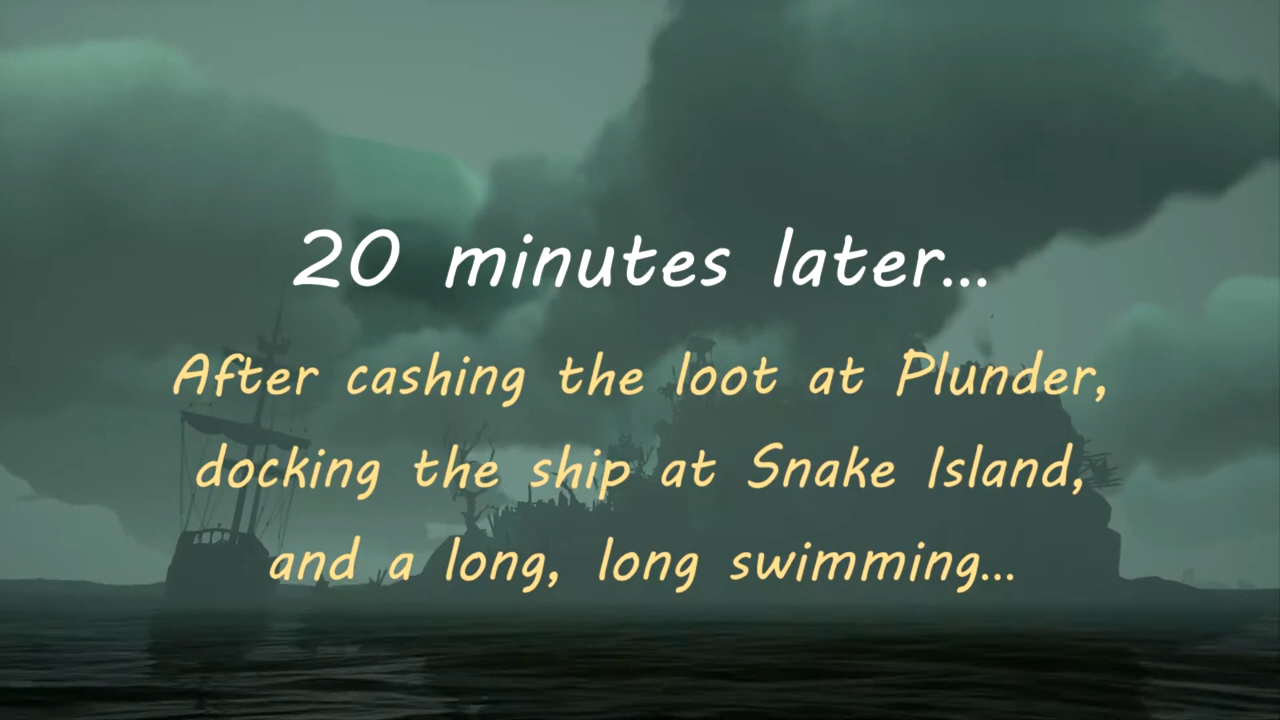 20 minutes later...
After cashing the loot at Plunder,
docking the ship at Snake Island,
and a long, long swimming...